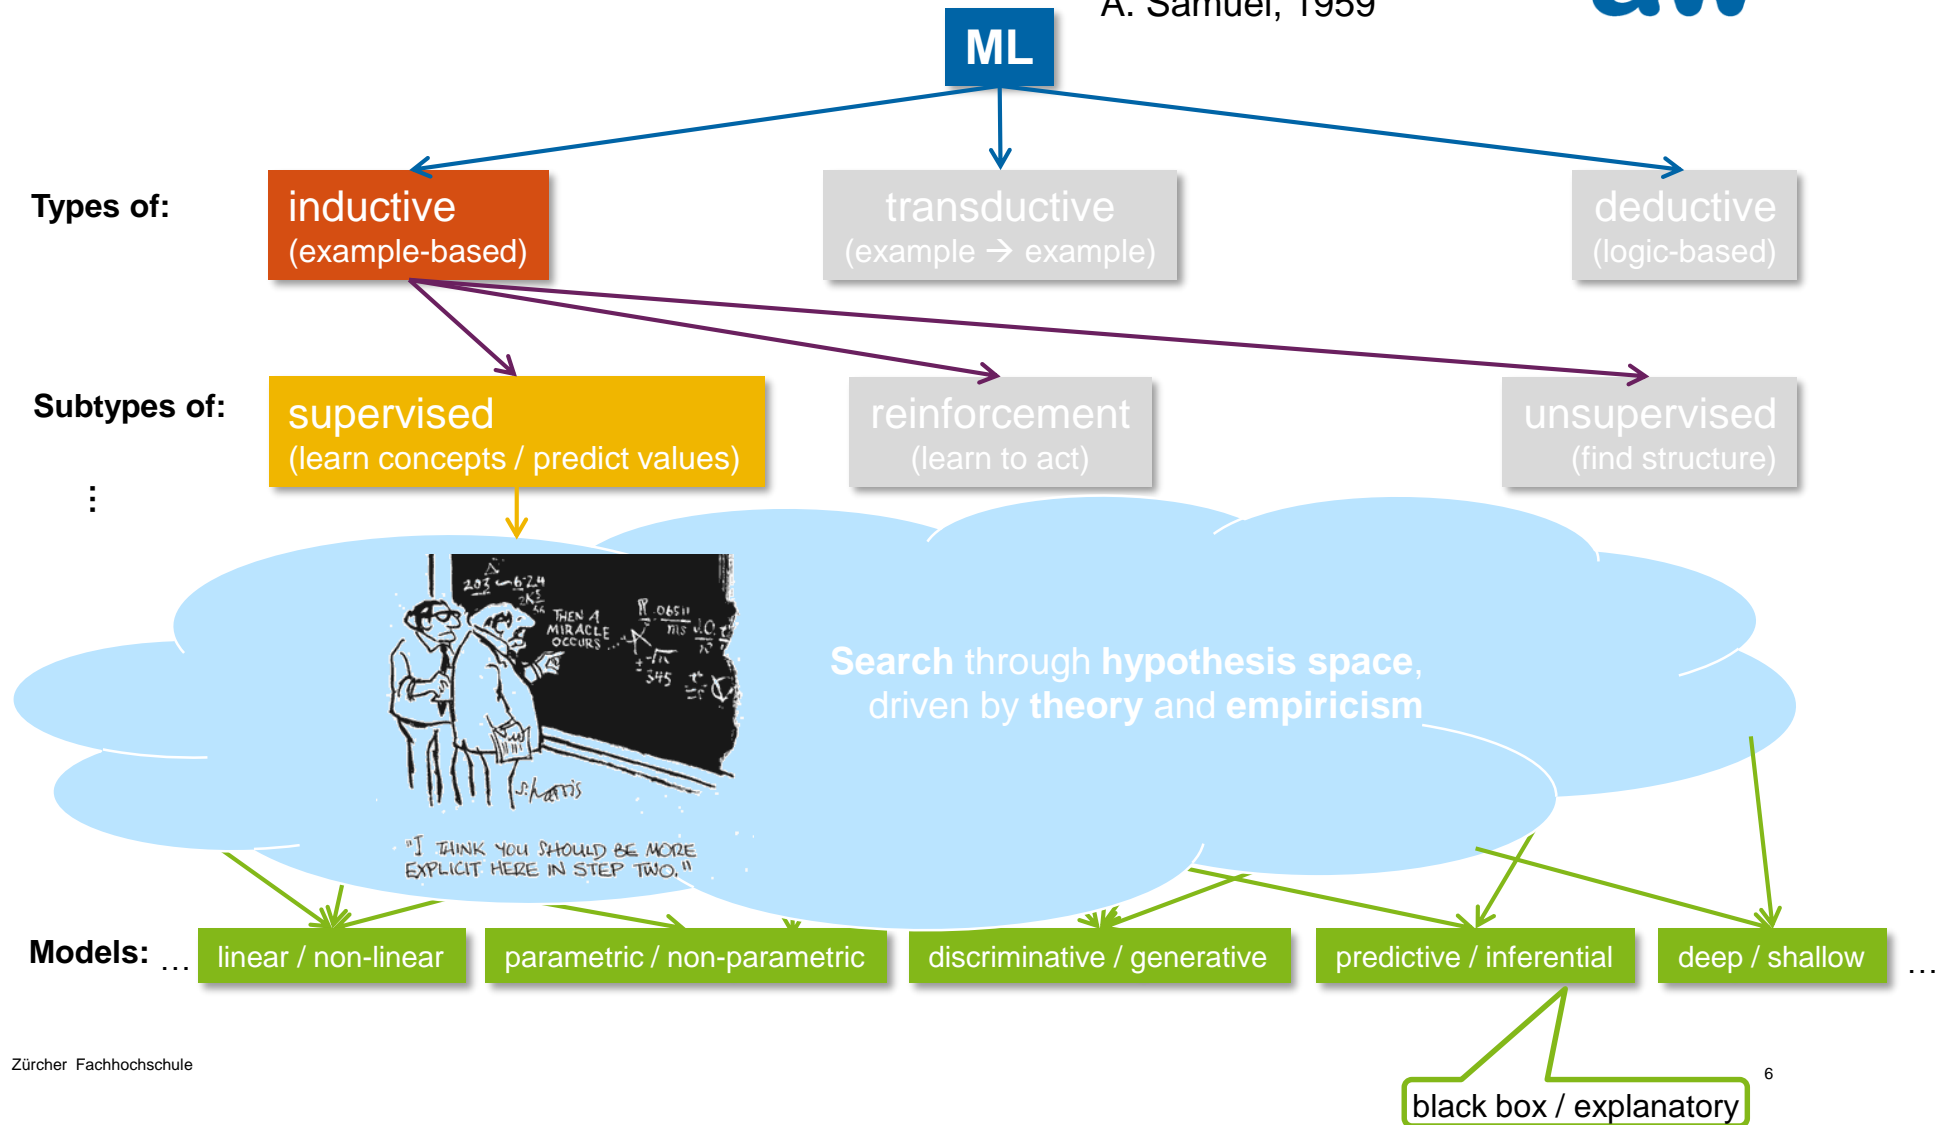 A. Samuel, 1959
ML
Types of:
inductive
(example-based)
transductive
(example → example)
deductive
(logic-based)
Subtypes of:
supervised
(learn concepts / predict values)
reinforcement
(learn to act)
unsupervised
(find structure)
⋮
THEN A
MIRACLE
OCCURS...
Search through hypothesis space,
driven by theory and empiricism
S. Harris
"I THINK YOU SHOULD BE MORE
EXPLICIT HERE IN STEP TWO."
Models:
…
linear / non-linear
parametric / non-parametric
discriminative / generative
predictive / inferential
deep / shallow
…
Zürcher Fachhochschule
6
black box / explanatory